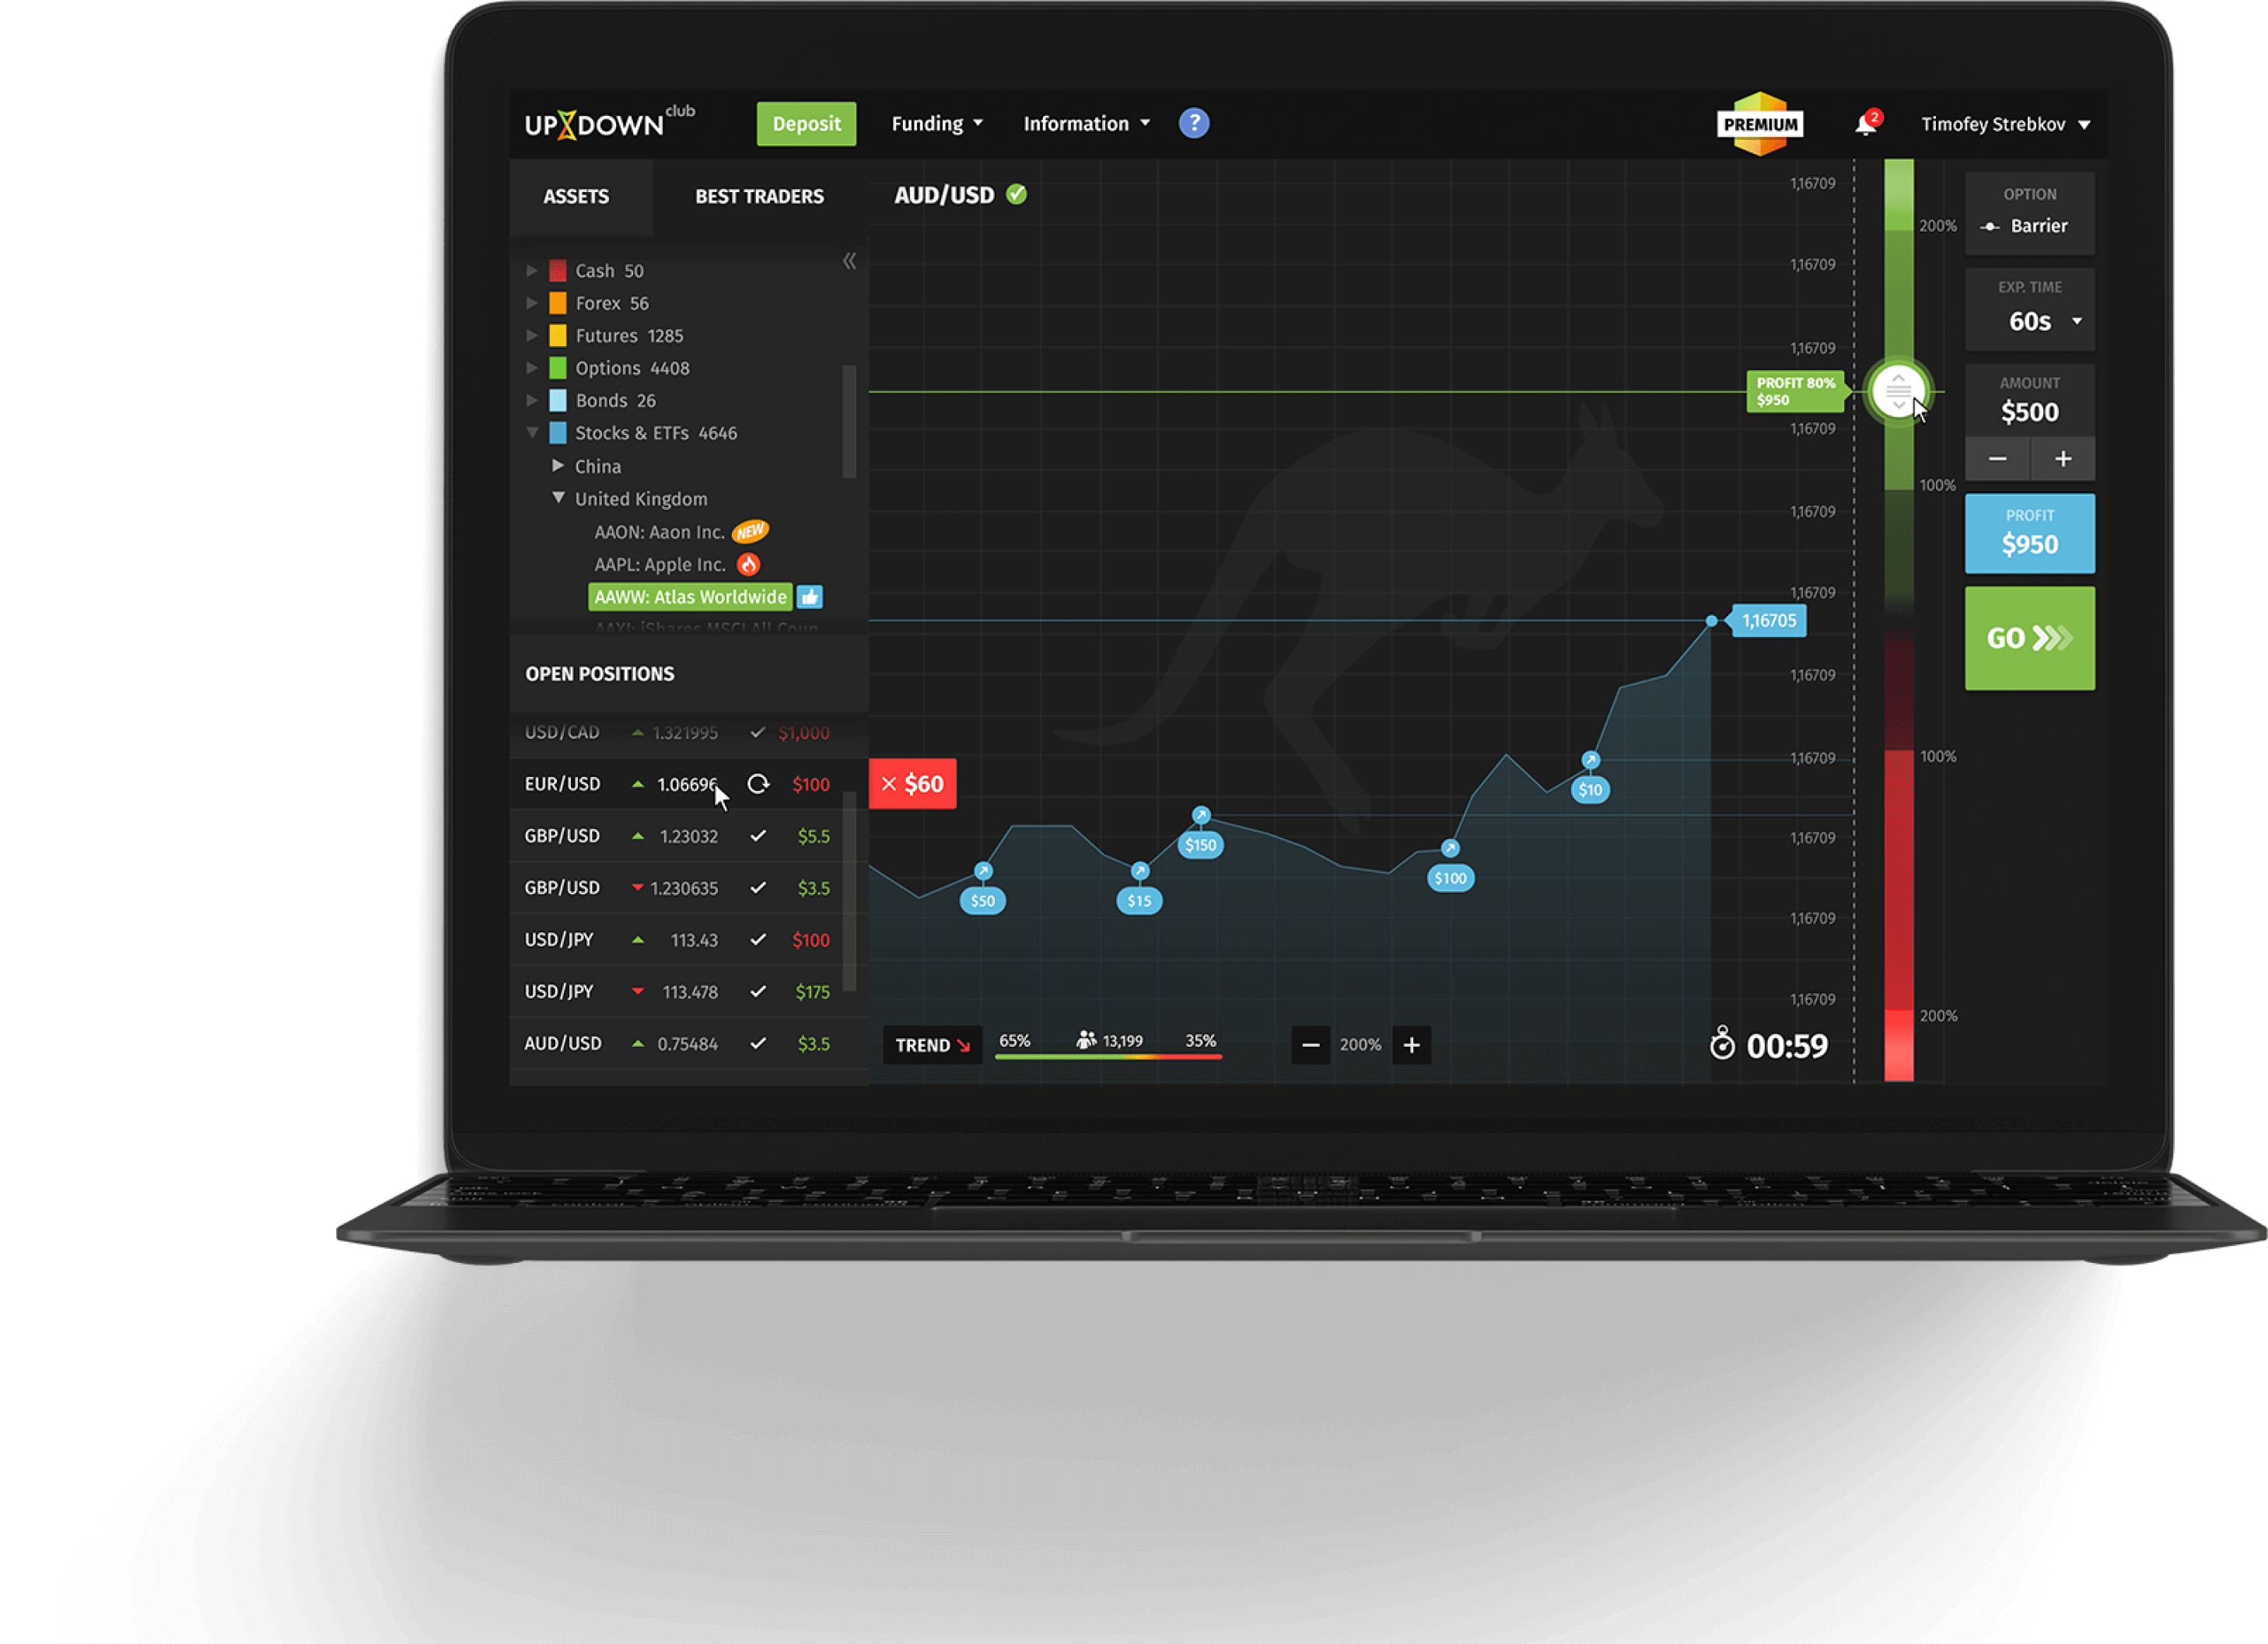 UPXDOWN club
Deposit
Funding
Information
?
PREMIUM
2
Timofey Strebkov
ASSETS
BEST TRADERS
Cash 50
Forex 56
Futures 1285
Options 4408
Bonds 26
Stocks & ETFs 4646
China
United Kingdom
AAON: Aaon Inc. NEW
AAPL: Apple Inc.
AAWW: Atlas Worldwide
AAXJ: iShares MSCI All Coun
OPEN POSITIONS
USD/CAD 1.321995 $1,000
EUR/USD 1.06696 $100
GBP/USD 1.23032 $5.5
GBP/USD 1.230635 $3.5
USD/JPY 113.43 $100
USD/JPY 113.478 $175
AUD/USD 0.75484 $3.5
AUD/USD
1,16709
1,16709
1,16709
PROFIT 80%
$950
1,16709
1,16709
1,16709
1,16705
1,16709
1,16709
1,16709
1,16709
1,16709
× $60
$50
$15
$150
$100
$10
TREND
65%
13,199
35%
200%
00:59
200%
100%
100%
200%
OPTION
Barrier
EXP. TIME
60s
AMOUNT
$500
− +
PROFIT
$950
GO